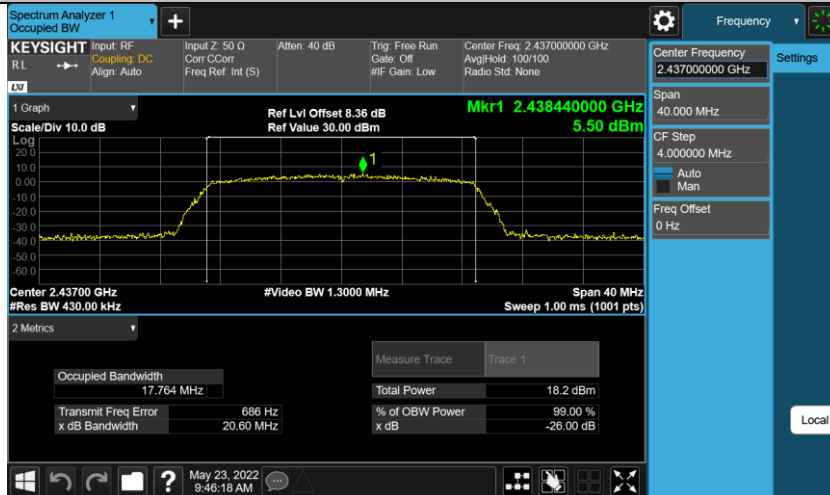 Spectrum Analyzer 1
Occupied BW
+
Frequency
KEYSIGHT
RL
LXI
Input: RF
Coupling: DC
Align: Auto
Input Z: 50 Ω
Corr CCorr
Freq Ref: Int (S)
Atten: 40 dB
Trig: Free Run
Gate: Off
#IF Gain: Low
Center Freq: 2.437000000 GHz
Avg|Hold: 100/100
Radio Std: None
Center Frequency
2.437000000 GHz
Settings
Span
40.000 MHz
CF Step
4.000000 MHz
Auto
Man
Freq Offset
0 Hz
Local
1 Graph
Scale/Div 10.0 dB
Ref Lvl Offset 8.36 dB
Ref Value 30.00 dBm
Mkr1 2.438440000 GHz
5.50 dBm
Log
20.0
10.0
0.00
-10.0
-20.0
-30.0
-40.0
-50.0
-60.0
1
Center 2.43700 GHz
#Res BW 430.00 kHz
#Video BW 1.3000 MHz
Span 40 MHz
Sweep 1.00 ms (1001 pts)
2 Metrics
Measure Trace Trace 1
Occupied Bandwidth
17.764 MHz
Total Power 18.2 dBm
Transmit Freq Error 686 Hz
% of OBW Power 99.00 %
x dB Bandwidth 20.60 MHz
x dB -26.00 dB
?
May 23, 2022
9:46:18 AM